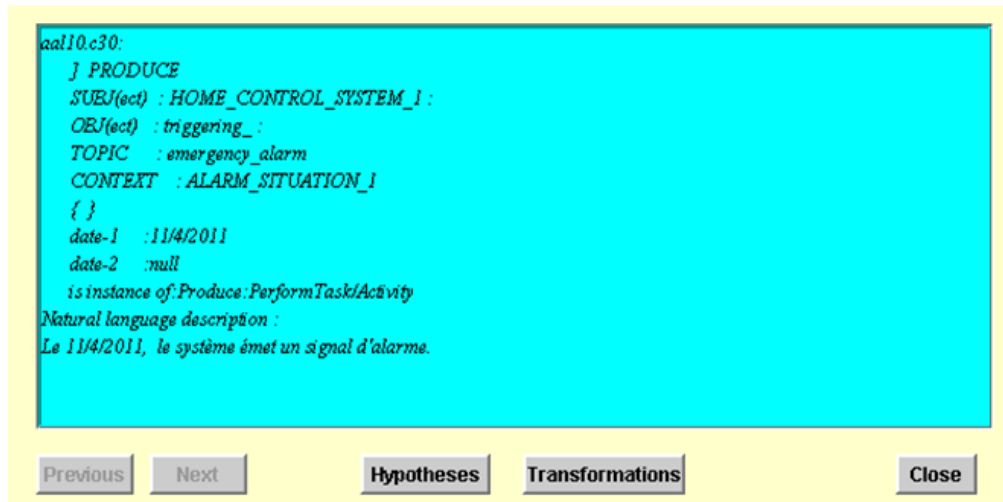 aal10.c30:
] PRODUCE
SUBJ(ect) : HOME_CONTROL_SYSTEM_1 :
OBJ(ect) : triggering_ :
TOPIC : emergency_alarm
CONTEXT : ALARM_SITUATION_1
{ }
date-1 :11/4/2011
date-2 :null
is instance of:Produce:PerformTask/Activity
Natural language description :
Le 11/4/2011, le système émet un signal d'alarme.
Previous Next Hypotheses Transformations Close